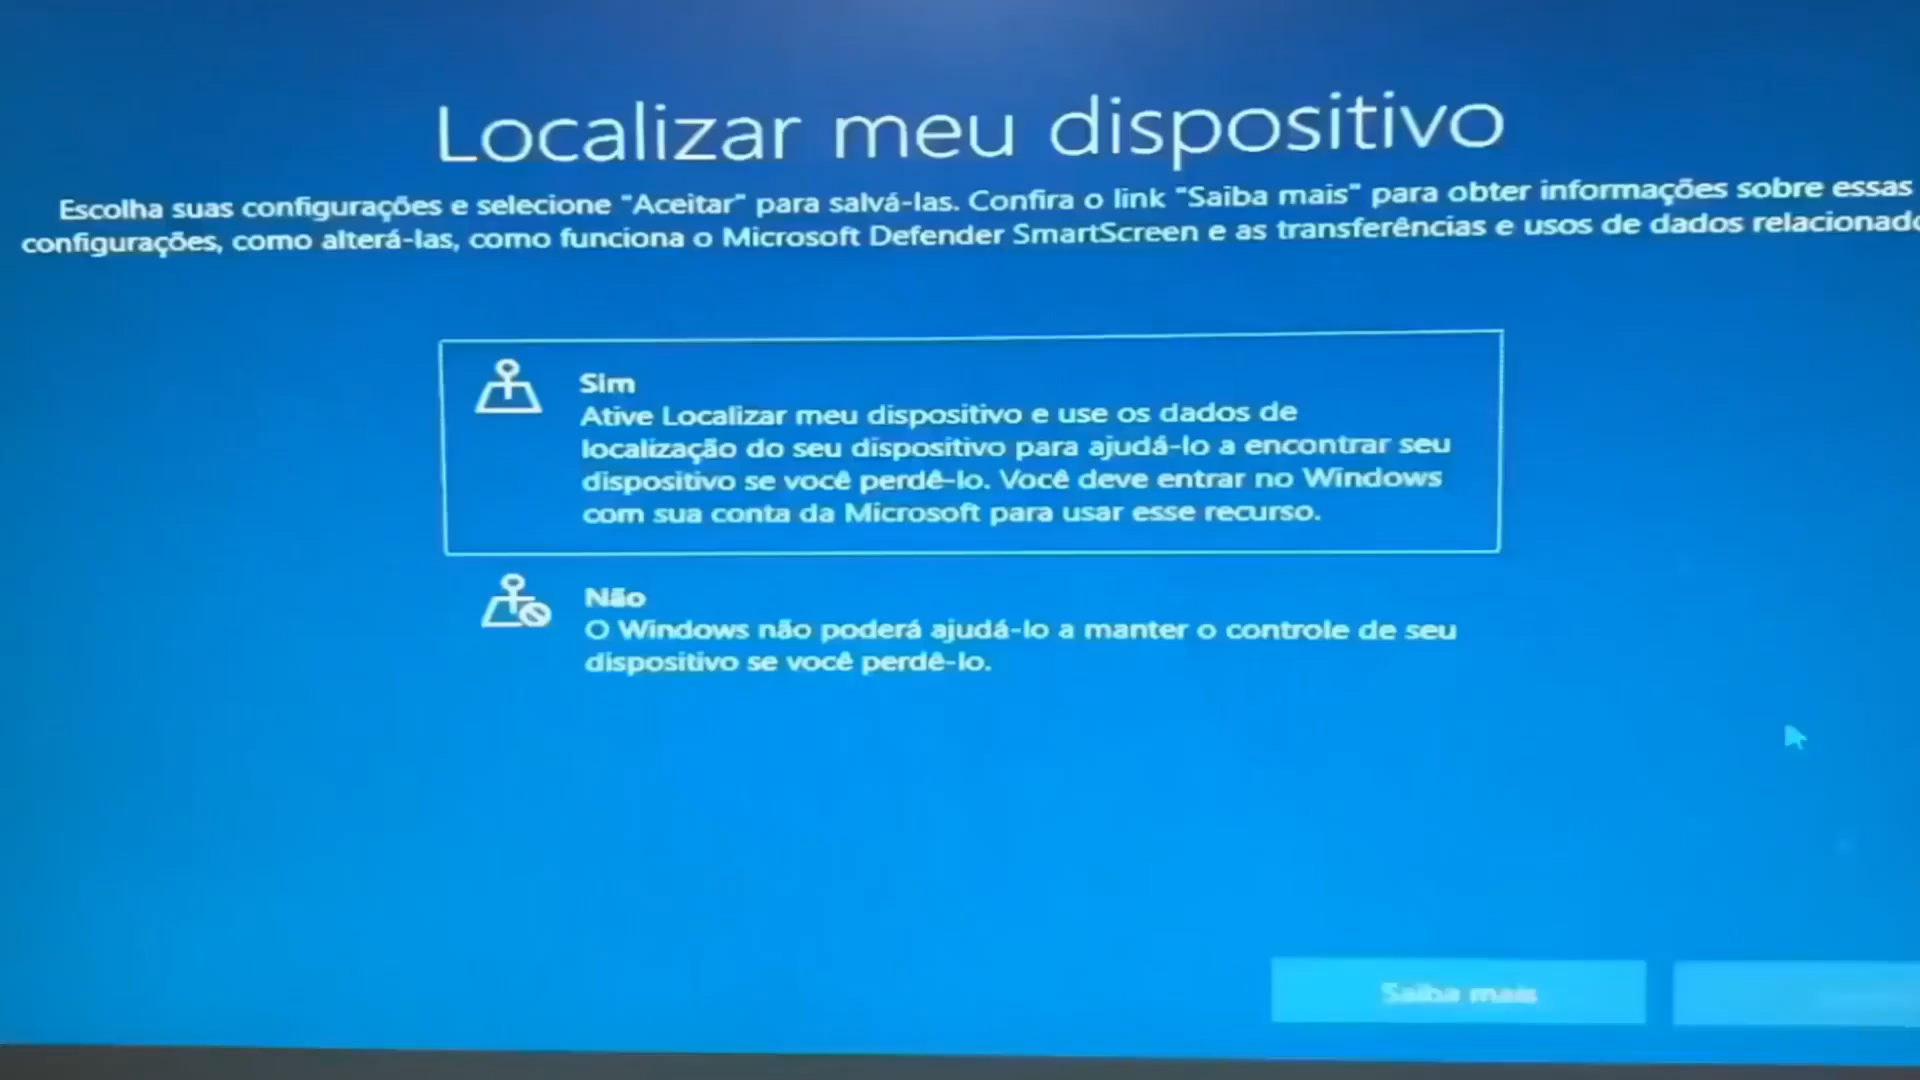 Localizar meu dispositivo
Escolha suas configurações e selecione "Aceitar" para salvá-las. Confira o link "Saiba mais" para obter informações sobre essas
configurações, como alterá-las, como funciona o Microsoft Defender SmartScreen e as transferências e usos de dados
Sim
Ative Localizar meu dispositivo e use os dados de
localização do seu dispositivo para ajudá-lo a encontrar seu
dispositivo se você perdê-lo. Você deve entrar no Windows
com sua conta da Microsoft para usar esse recurso.
Não
O Windows não poderá ajudá-lo a manter o controle de seu
dispositivo se você perdê-lo.
Saiba mais